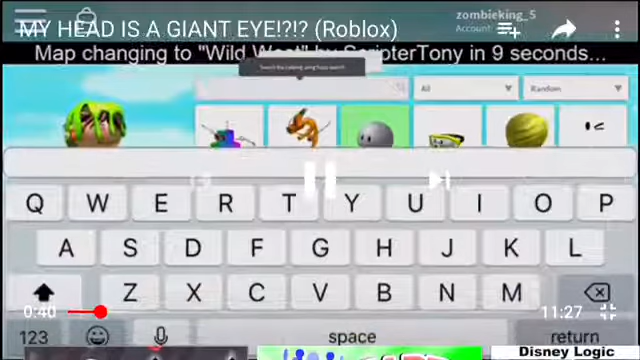 MY HEAD IS A GIANT EYE!?!? (Roblox)
zombieking_5
Account:
Map changing to "Wild West" by ScripterTony in 9 seconds...
All
Random
Q W E R T Y U I O P
A S D F G H J K L
Z X C V B N M
0:40
11:27
123
space
return
Disney Logic